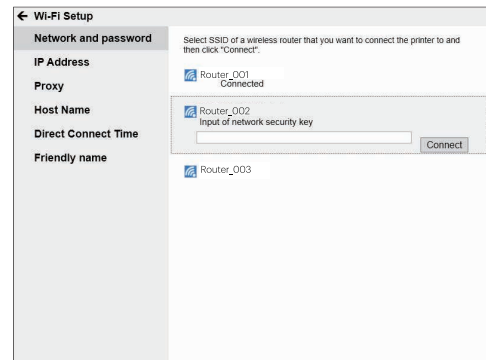 ← Wi-Fi Setup
Network and password
IP Address
Proxy
Host Name
Direct Connect Time
Friendly name
Select SSID of a wireless router that you want to connect the printer to and
then click "Connect".
Router_001
Connected
Router_002
Input of network security key
Connect
Router_003